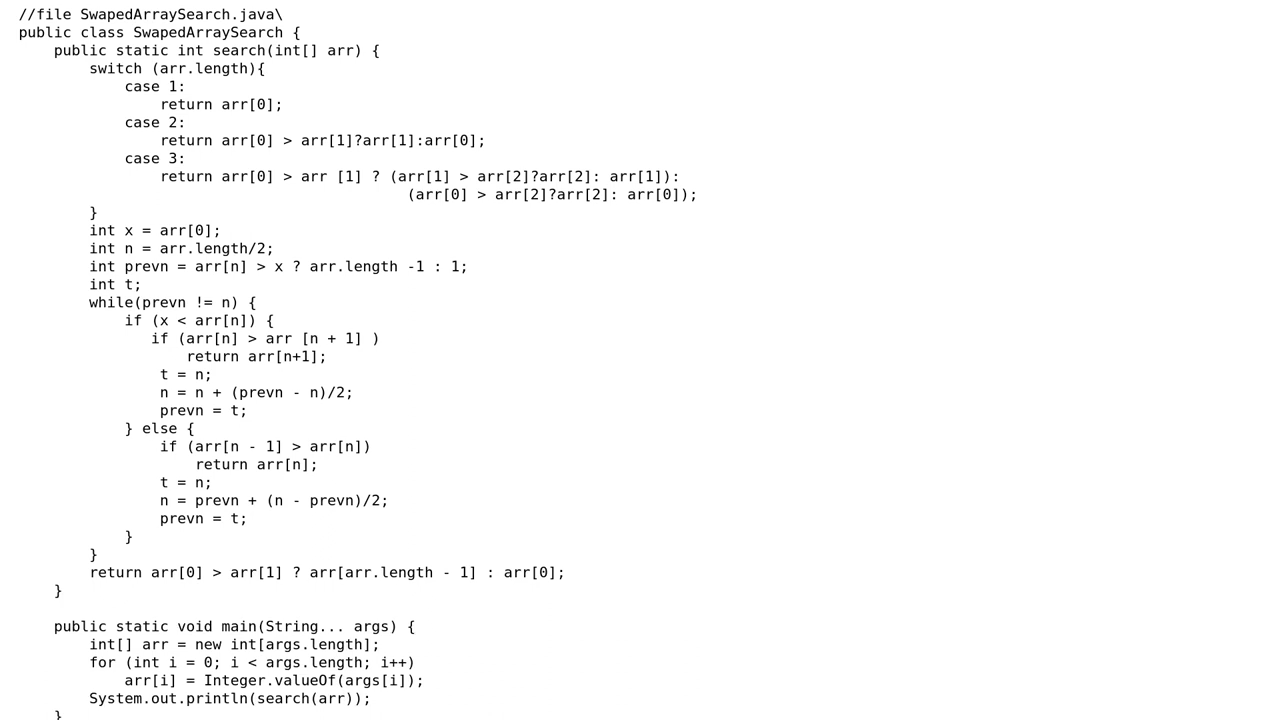 //file SwapedArraySearch.java\
public class SwapedArraySearch {
    public static int search(int[] arr) {
        switch (arr.length){
            case 1:
                return arr[0];
            case 2:
                return arr[0] > arr[1]?arr[1]:arr[0];
            case 3:
                return arr[0] > arr [1] ? (arr[1] > arr[2]?arr[2]: arr[1]):
                                            (arr[0] > arr[2]?arr[2]: arr[0]);
        }
        int x = arr[0];
        int n = arr.length/2;
        int prevn = arr[n] > x ? arr.length -1 : 1;
        int t;
        while(prevn != n) {
            if (x < arr[n]) {
               if (arr[n] > arr [n + 1] )
                   return arr[n+1];
                t = n;
                n = n + (prevn - n)/2;
                prevn = t;
            } else {
                if (arr[n - 1] > arr[n])
                    return arr[n];
                t = n;
                n = prevn + (n - prevn)/2;
                prevn = t;
            }
        }
        return arr[0] > arr[1] ? arr[arr.length - 1] : arr[0];
    }

    public static void main(String... args) {
        int[] arr = new int[args.length];
        for (int i = 0; i < args.length; i++)
            arr[i] = Integer.valueOf(args[i]);
        System.out.println(search(arr));
    }